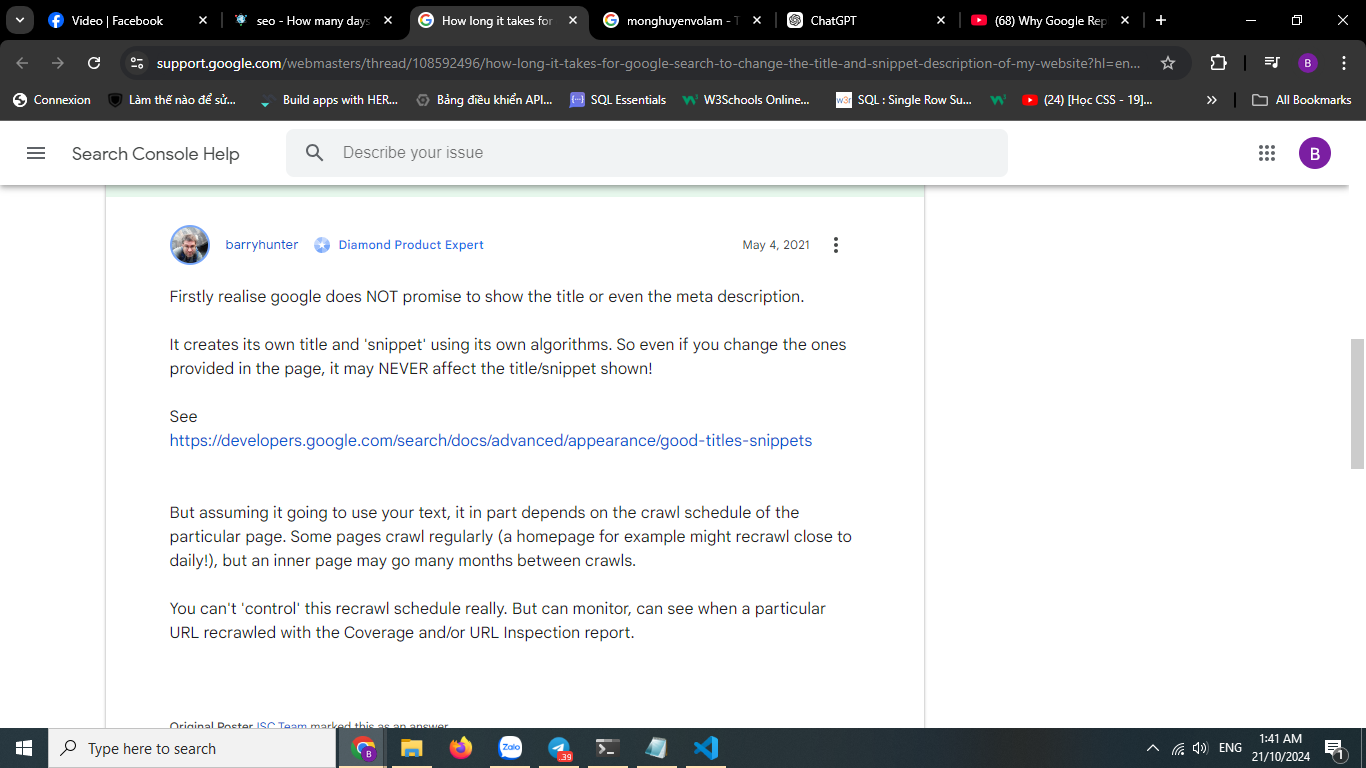 Video | Facebook
seo - How many days
How long it takes for
monghuyenvolam - T
ChatGPT
(68) Why Google Rep
support.google.com/webmasters/thread/108592496/how-long-it-takes-for-google-search-to-change-the-title-and-snippet-description-of-my-website?hl=en...
B
Connexion
Làm thế nào để sử...
Build apps with HER...
Bảng điều khiển API...
SQL Essentials
W3Schools Online...
SQL : Single Row Su...
(24) [Học CSS - 19]...
»
All Bookmarks
Search Console Help
Describe your issue
B
barryhunter
Diamond Product Expert
May 4, 2021
Firstly realise google does NOT promise to show the title or even the meta description.
It creates its own title and 'snippet' using its own algorithms. So even if you change the ones
provided in the page, it may NEVER affect the title/snippet shown!
See
https://developers.google.com/search/docs/advanced/appearance/good-titles-snippets
But assuming it going to use your text, it in part depends on the crawl schedule of the
particular page. Some pages crawl regularly (a homepage for example might recrawl close to
daily!), but an inner page may go many months between crawls.
You can't 'control' this recrawl schedule really. But can monitor, can see when a particular
URL recrawled with the Coverage and/or URL Inspection report.
Original Poster JSC Team marked this as an answer
Type here to search
B
Zalo
39
ENG
1:41 AM
21/10/2024
1